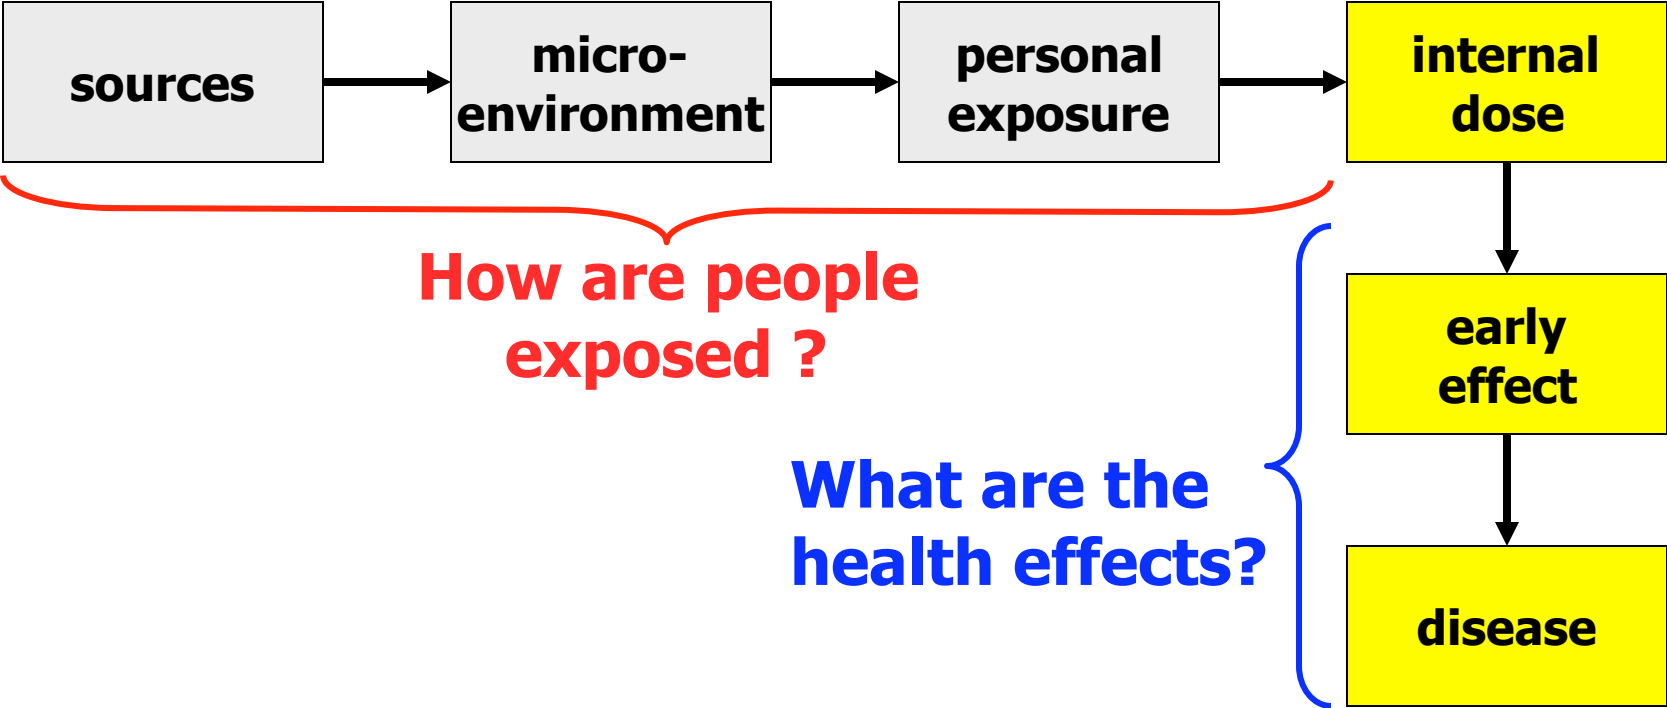 sources
micro-
environment
personal
exposure
internal
dose
How are people
exposed ?
early
effect
What are the
health effects?
disease